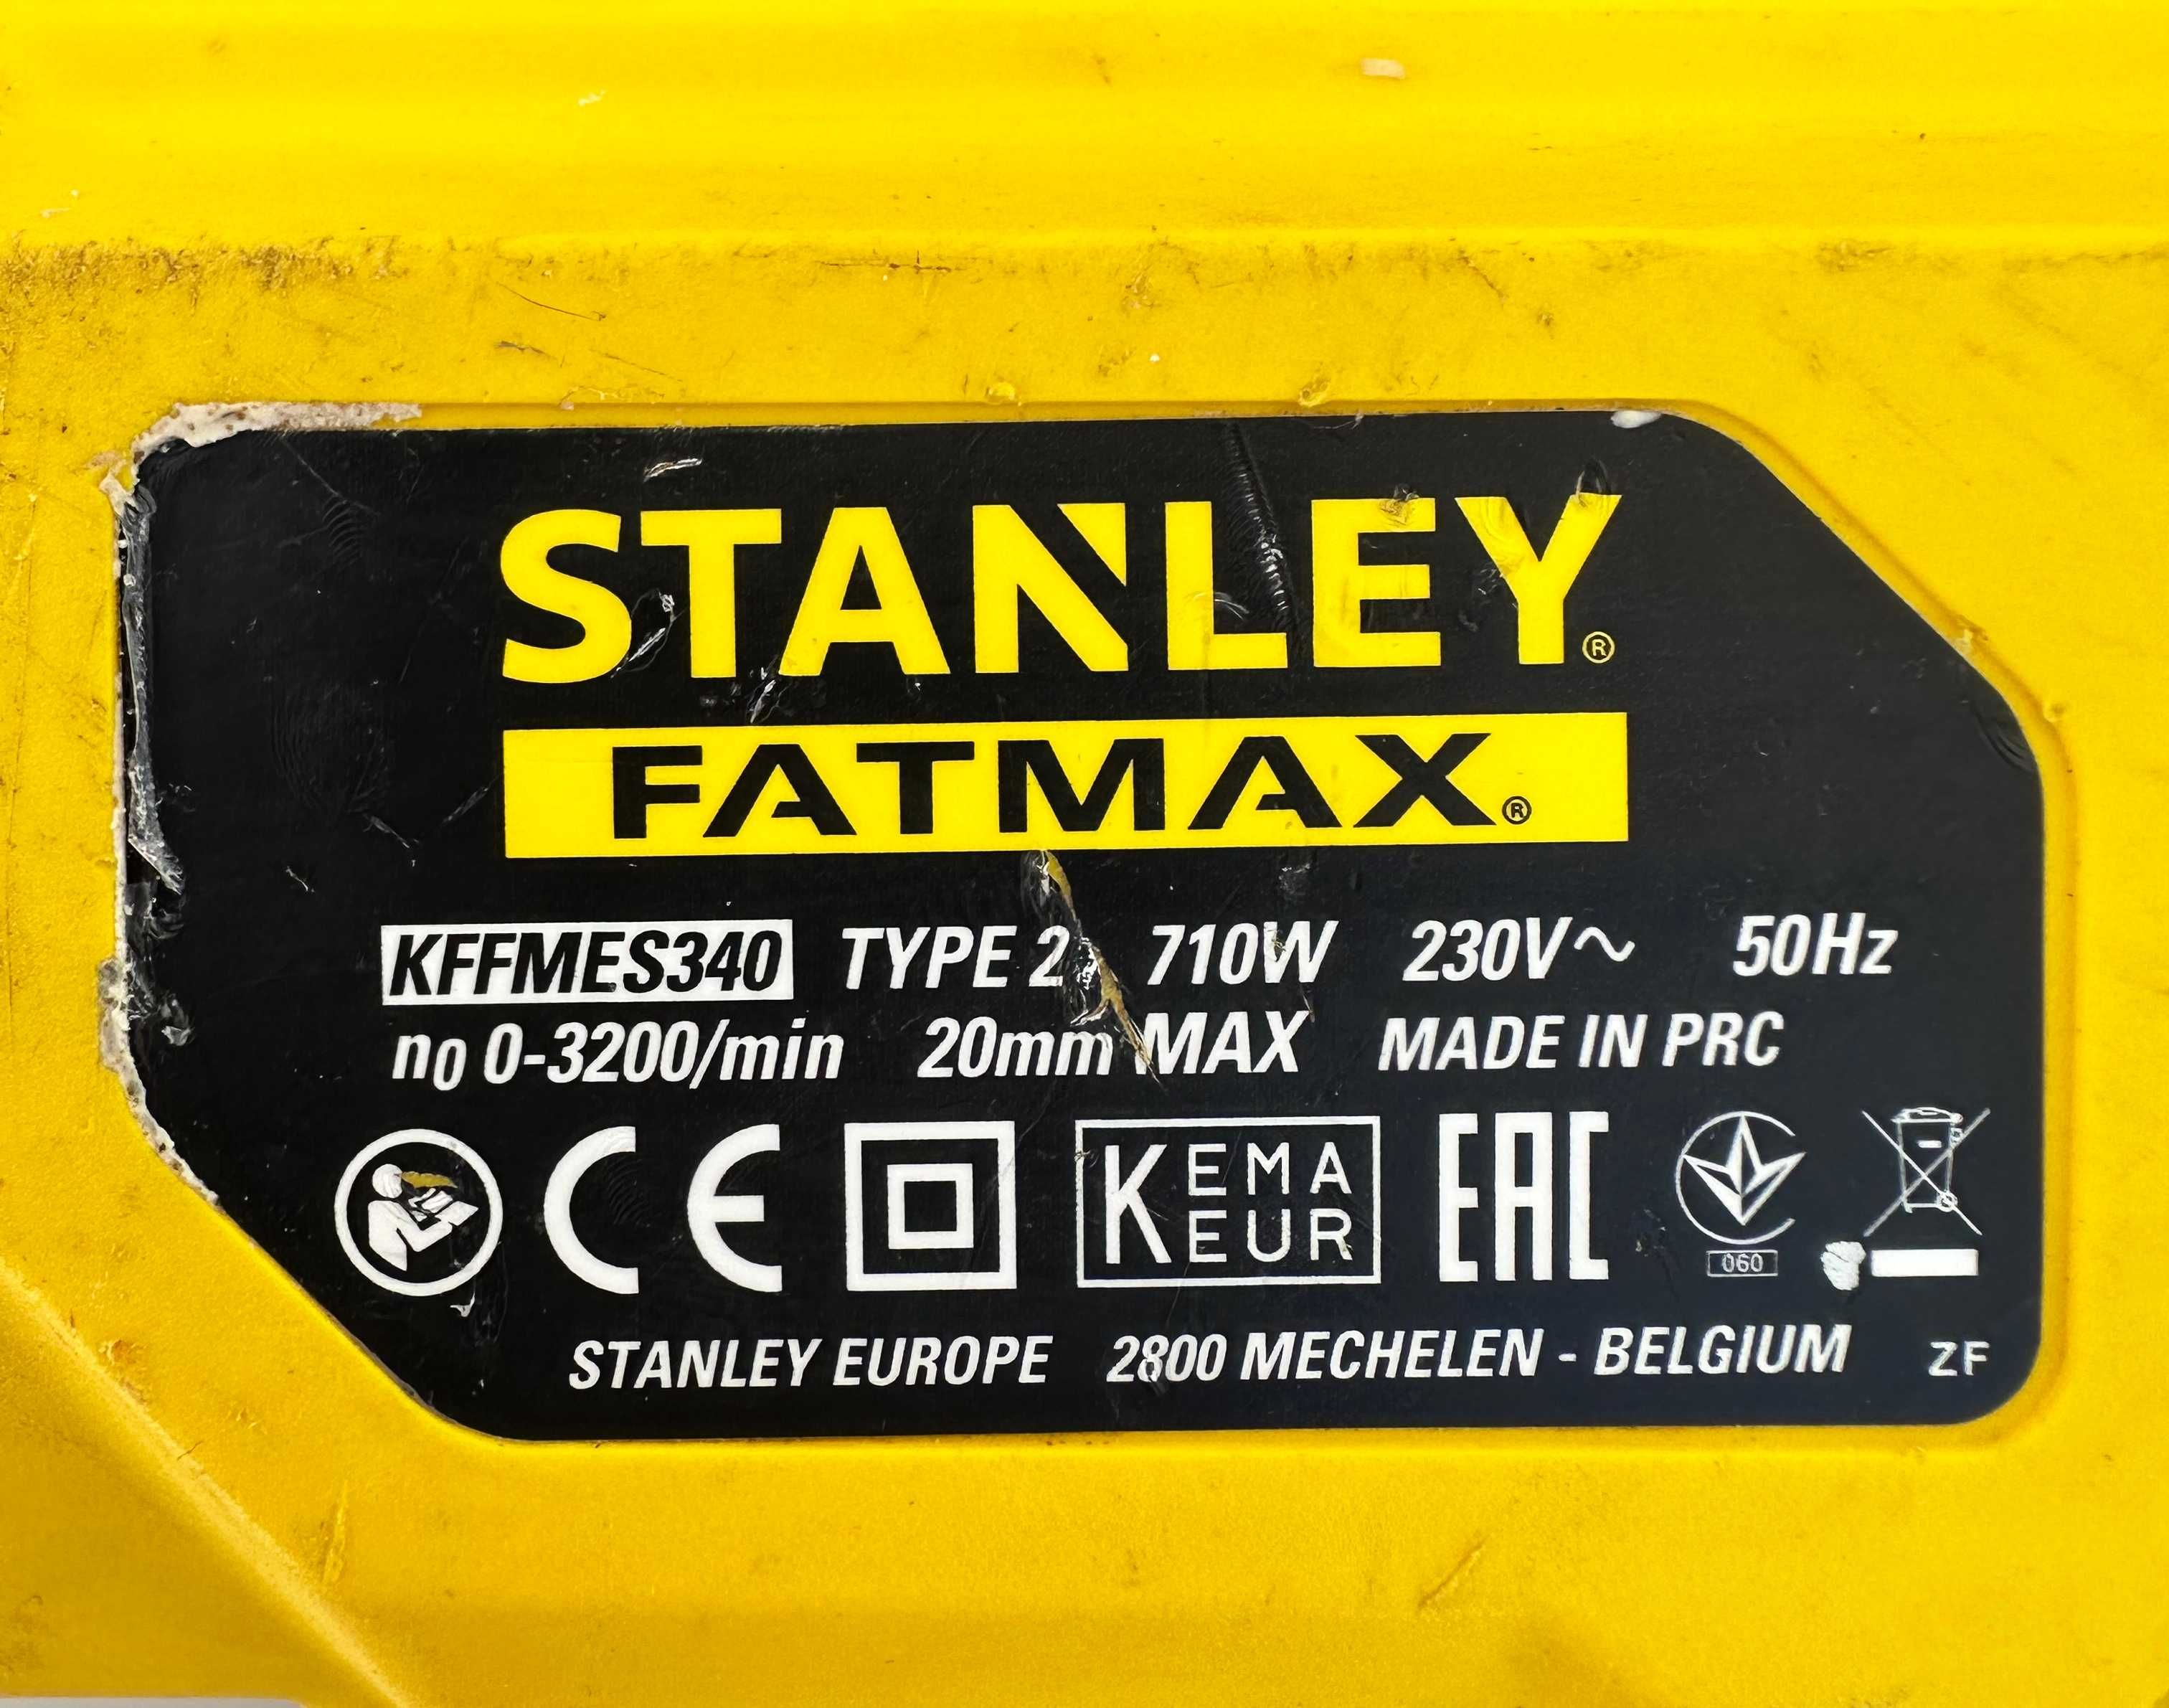 STANLEY®
FATMAX®
KFFMES340 TYPE 2 710W 230V~ 50Hz
n0 0-3200/min 20mm MAX MADE IN PRC
CE KEMA EUR EAC
060
STANLEY EUROPE 2800 MECHELEN - BELGIUM ZF